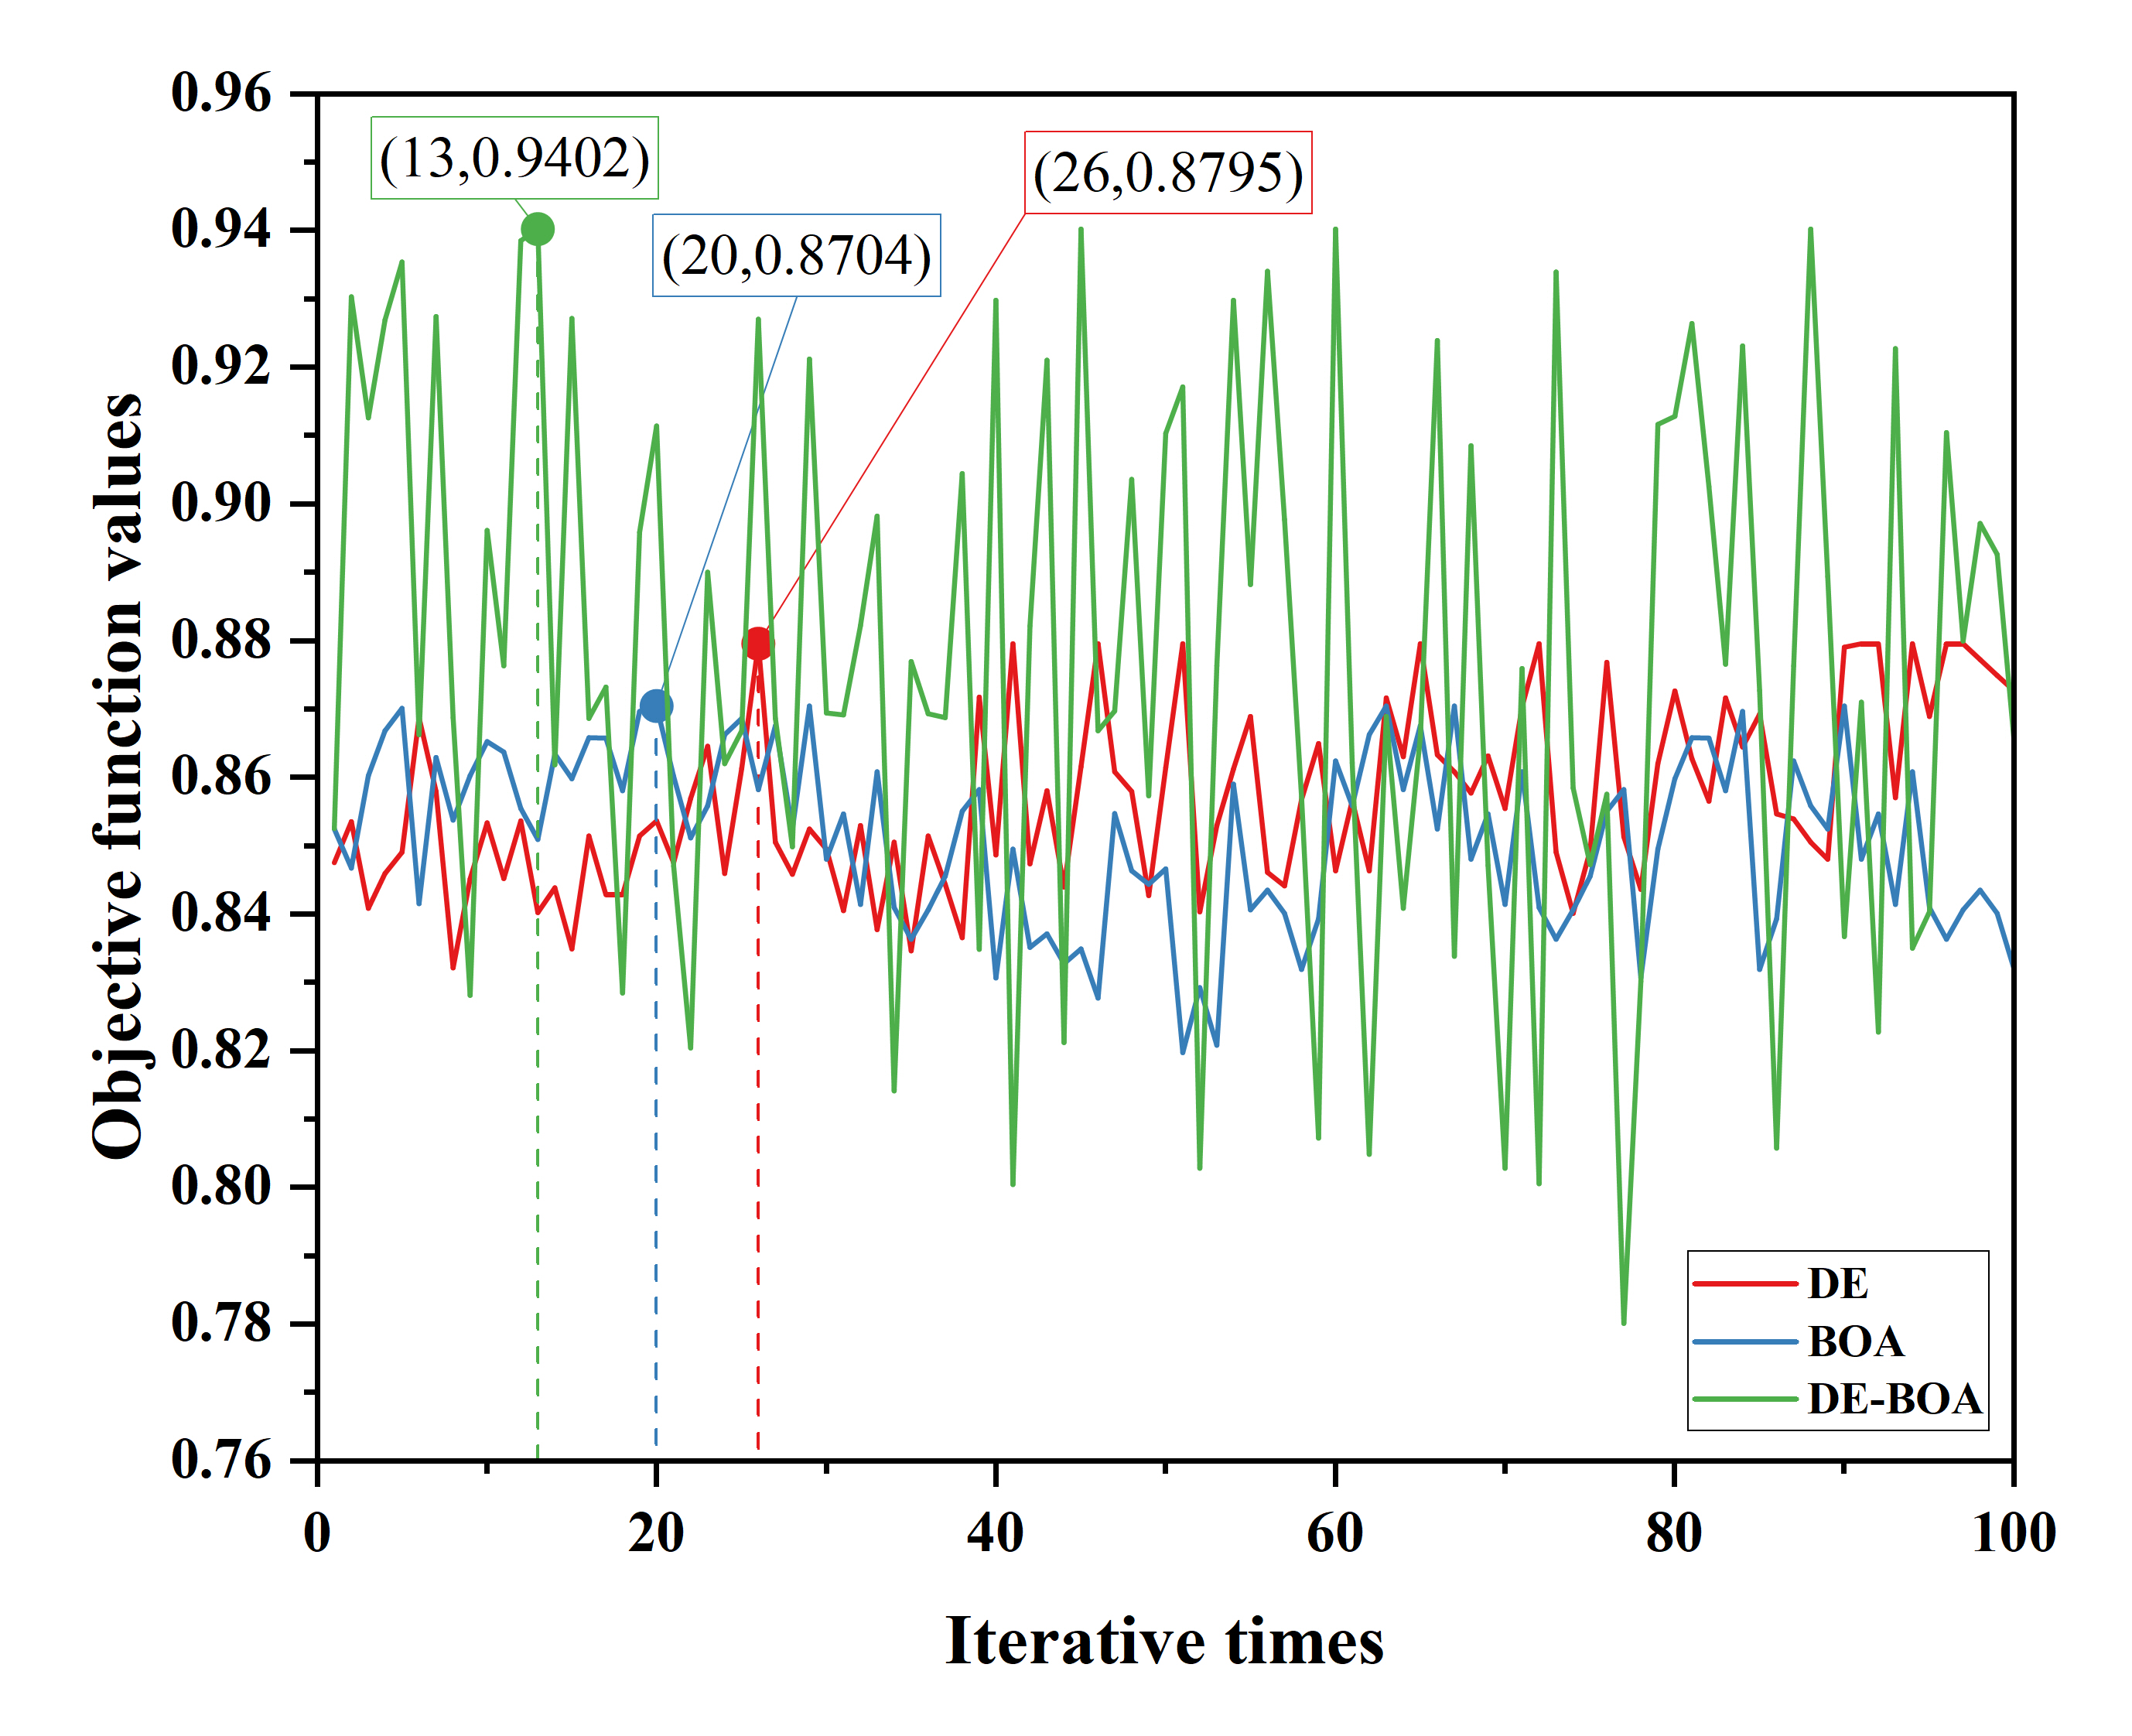 0.96
0.94
0.92
0.90
0.88
0.86
0.84
0.82
0.80
0.78
0.76
Objective function values
(13,0.9402)
(20,0.8704)
(26,0.8795)
DE
BOA
DE-BOA
0 20 40 60 80 100
Iterative times